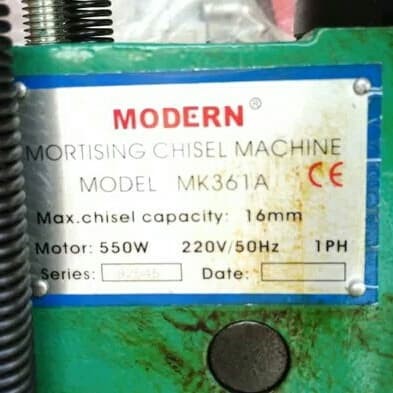 MODERN®
MORTISING CHISEL MACHINE
MODEL MK361A CE
Max.chisel capacity: 16mm
Motor: 550W 220V/50Hz 1PH
Series: Date: